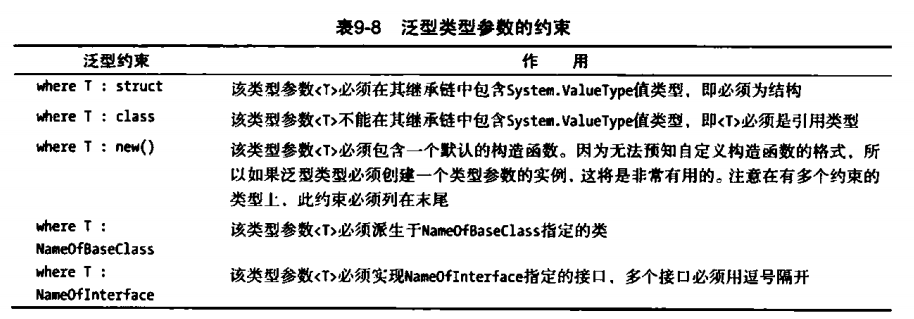 表9-8 泛型类型参数的约束
泛型约束 作 用
where T : struct 该类型参数<T>必须在其继承链中包含System.ValueType值类型，即必须为结构
where T : class 该类型参数<T>不能在其继承链中包含System.ValueType值类型，即<T>必须是引用类型
where T : new() 该类型参数<T>必须包含一个默认的构造函数。因为无法预知自定义构造函数的格式，所
以如果泛型类型必须创建一个类型参数的实例，这将是非常有用的。注意在有多个约束的
类型上，此约束必须列在末尾
where T : 该类型参数<T>必须派生于NameOfBaseClass指定的类
NameOfBaseClass
where T : 该类型参数<T>必须实现NameOfInterface指定的接口，多个接口必须用逗号隔开
NameOfInterface